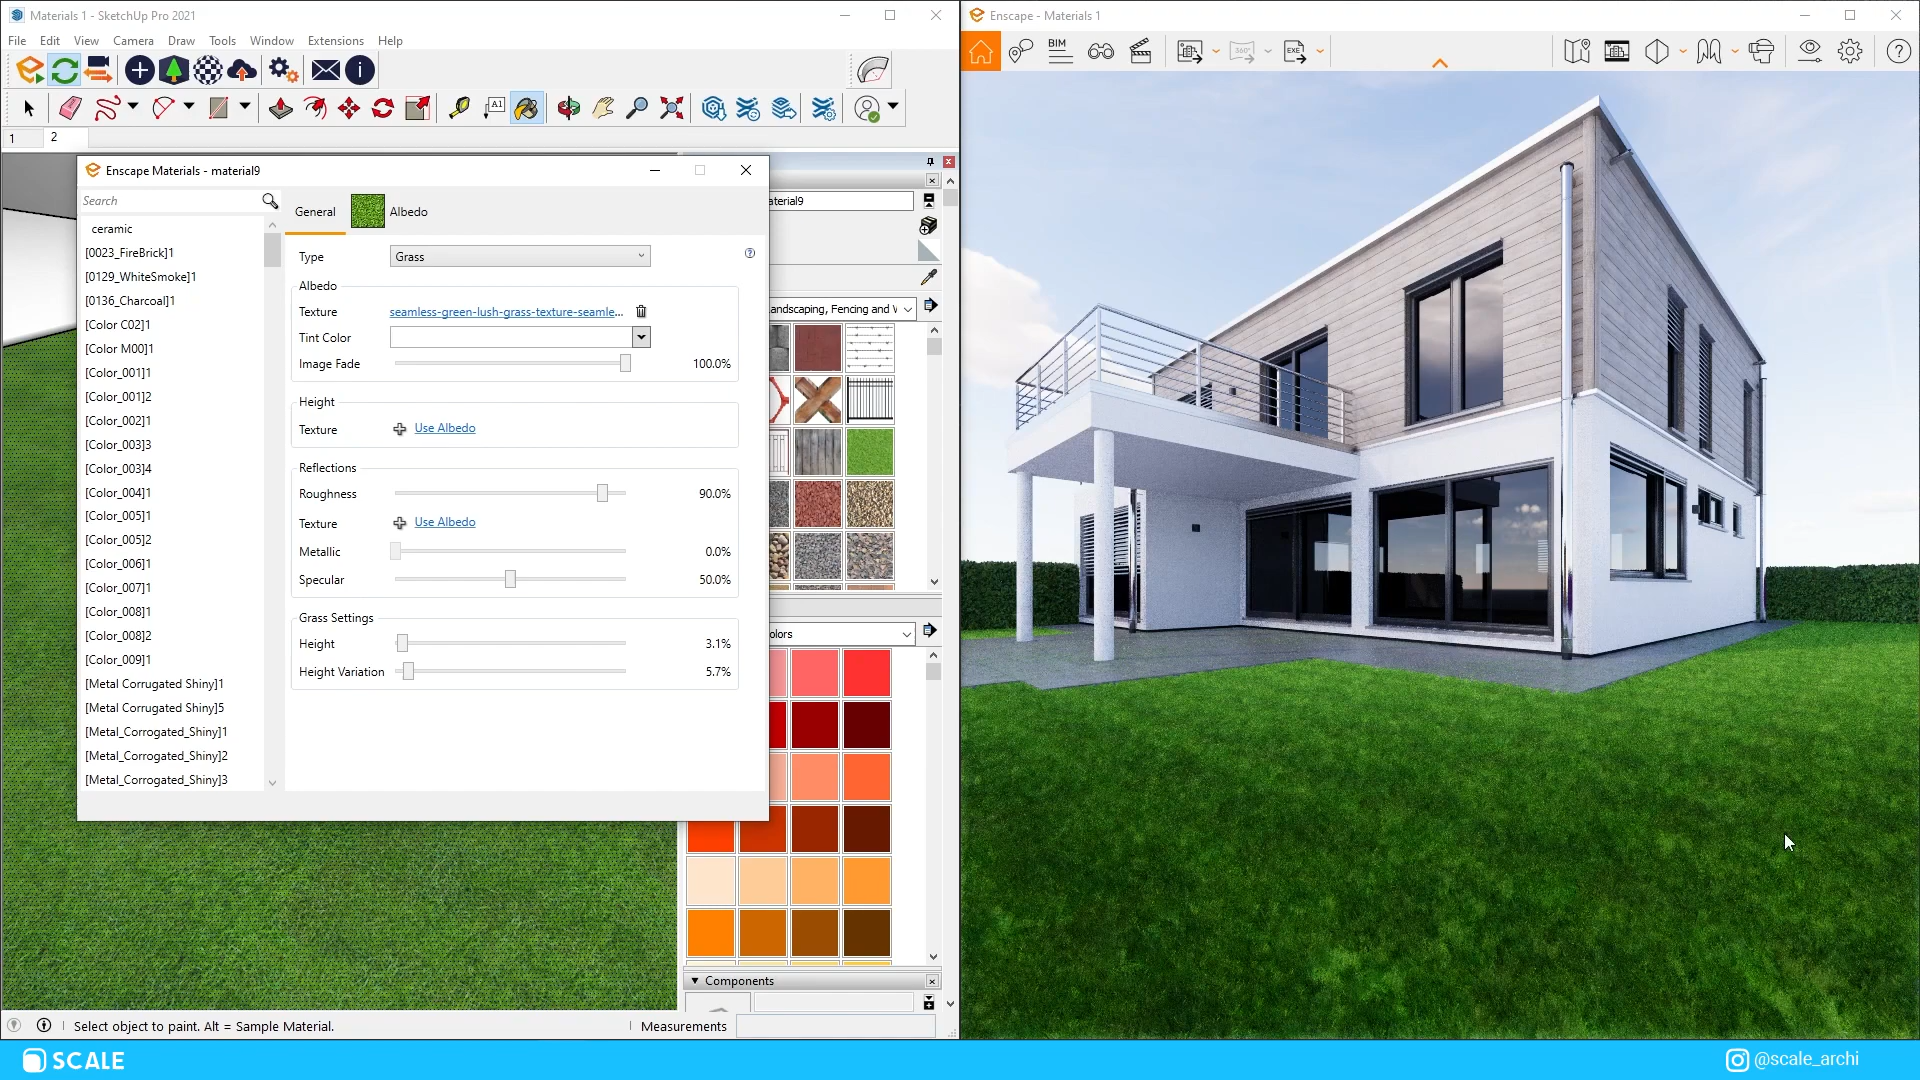 Materials 1 - SketchUp Pro 2021
File Edit View Camera Draw Tools Window Extensions Help
A1
1 2
Enscape Materials - material9
Search
ceramic
[0023_FireBrick]1
[0129_WhiteSmoke]1
[0136_Charcoal]1
[Color C02]1
[Color M00]1
[Color_001]1
[Color_001]2
[Color_002]1
[Color_003]3
[Color_003]4
[Color_004]1
[Color_005]1
[Color_005]2
[Color_006]1
[Color_007]1
[Color_008]1
[Color_008]2
[Color_009]1
[Metal Corrugated Shiny]1
[Metal Corrugated Shiny]5
[Metal_Corrogated_Shiny]1
[Metal_Corrogated_Shiny]2
[Metal_Corrogated_Shiny]3
General Albedo
Type Grass
Albedo
Texture seamless-green-lush-grass-texture-seamle...
Tint Color
Image Fade 100.0%
Height
Texture Use Albedo
Reflections
Roughness 90.0%
Texture Use Albedo
Metallic 0.0%
Specular 50.0%
Grass Settings
Height 3.1%
Height Variation 5.7%
aterial9
andscaping, Fencing and V
olors
Components
Select object to paint. Alt = Sample Material.
Measurements
Enscape - Materials 1
BIM
360°
EXE
SCALE
@scale_archi